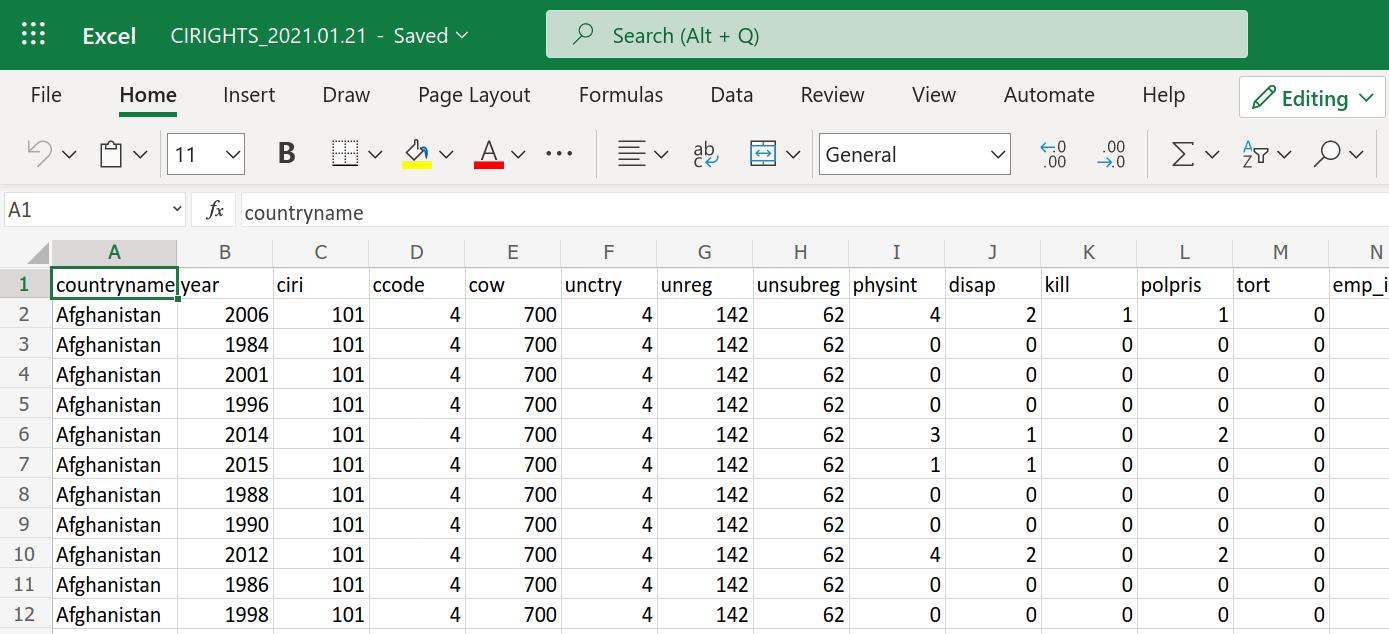 Excel CIRIGHTS_2021.01.21 - Saved Search (Alt + Q)
File Home Insert Draw Page Layout Formulas Data Review View Automate Help Editing
11 B A ab c General ←0 .00 .00 →0 Σ A Z
A1 fx countryname
A B C D E F G H I J K L M N
1 countryname year ciri ccode cow unctry unreg unsubreg physint disap kill polpris tort emp_i
2 Afghanistan 2006 101 4 700 4 142 62 4 2 1 1 0
3 Afghanistan 1984 101 4 700 4 142 62 0 0 0 0 0
4 Afghanistan 2001 101 4 700 4 142 62 0 0 0 0 0
5 Afghanistan 1996 101 4 700 4 142 62 0 0 0 0 0
6 Afghanistan 2014 101 4 700 4 142 62 3 1 0 2 0
7 Afghanistan 2015 101 4 700 4 142 62 1 1 0 0 0
8 Afghanistan 1988 101 4 700 4 142 62 0 0 0 0 0
9 Afghanistan 1990 101 4 700 4 142 62 0 0 0 0 0
10 Afghanistan 2012 101 4 700 4 142 62 4 2 0 2 0
11 Afghanistan 1986 101 4 700 4 142 62 0 0 0 0 0
12 Afghanistan 1998 101 4 700 4 142 62 0 0 0 0 0